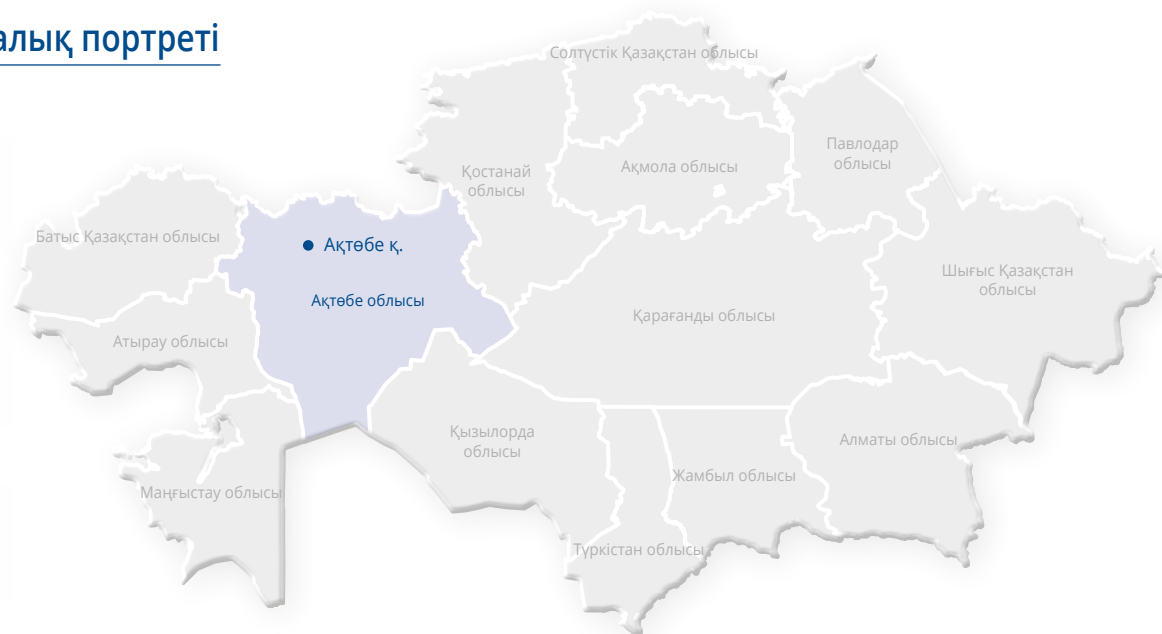 портреті
Солтүстік Қазақстан облысы
Павлодар
облысы
Ақмола облысы
Қостанай
облысы
Батыс Қазақстан облысы
Ақтөбе қ.
Шығыс Қазақстан
облысы
Ақтөбе облысы
Қарағанды облысы
Атырау облысы
Қызылорда
облысы
Алматы облысы
Жамбыл облысы
Маңғыстау облысы
Түркістан облысы